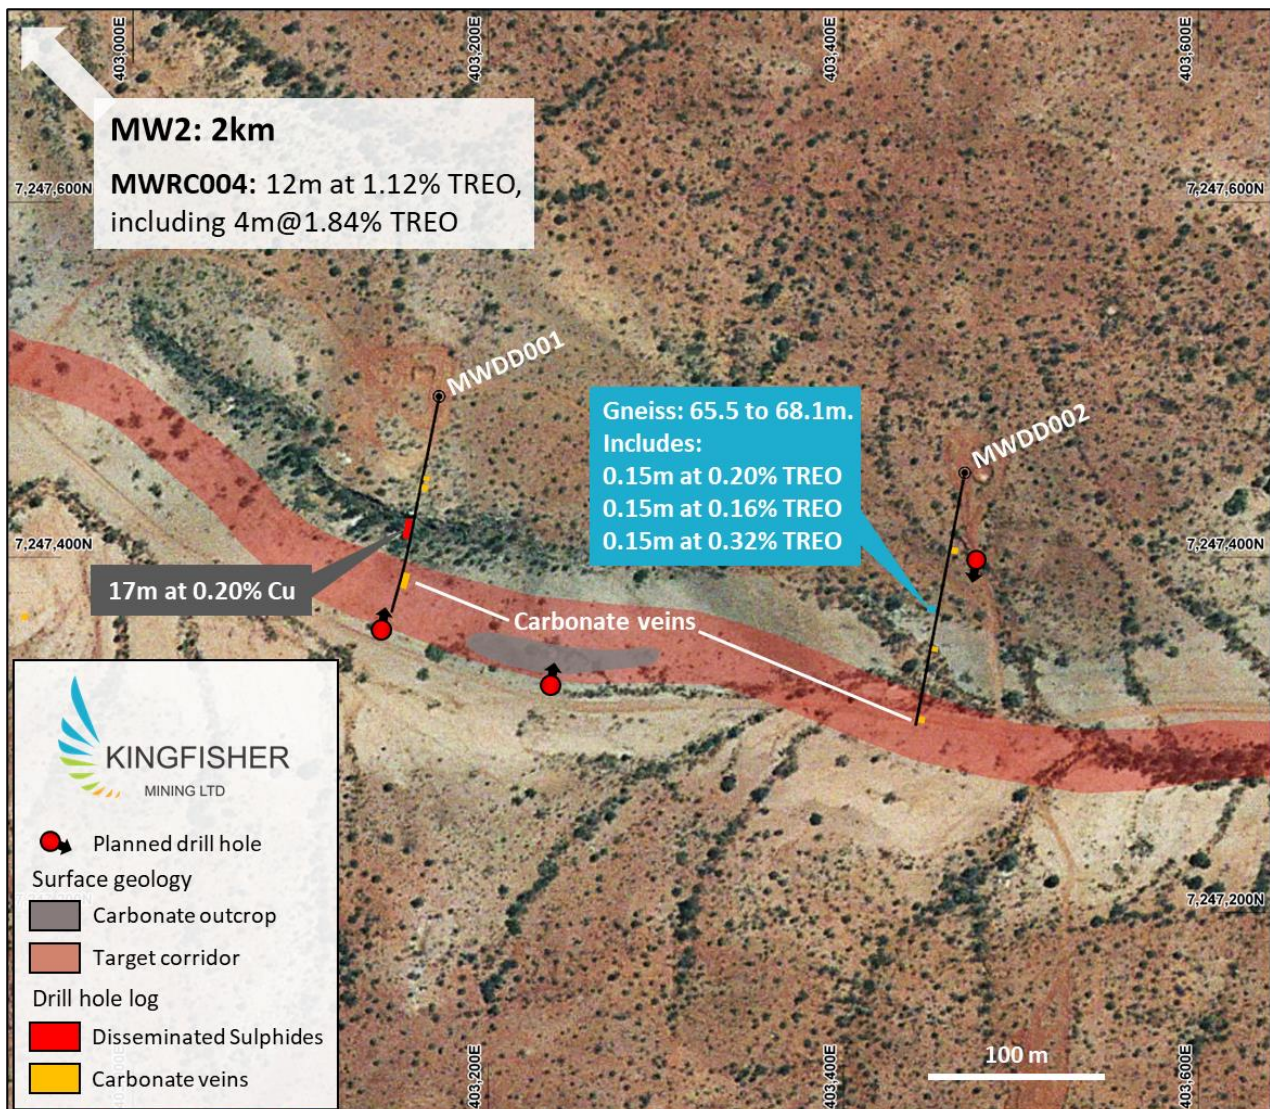 403,000E
403,200E
403,400E
403,600E
MW2: 2km
MWRC004: 12m at 1.12% TREO,
including 4m@1.84% TREO
7,247,600N
7,247,600N
MWDD001
MWDD002
Gneiss: 65.5 to 68.1m.
Includes:
0.15m at 0.20% TREO
0.15m at 0.16% TREO
0.15m at 0.32% TREO
7,247,400N
7,247,400N
17m at 0.20% Cu
Carbonate veins
KINGFISHER
MINING LTD
Planned drill hole
Surface geology
Carbonate outcrop
Target corridor
Drill hole log
Disseminated Sulphides
Carbonate veins
7,247,200N
403,200E
403,400E
403,600E
100 m